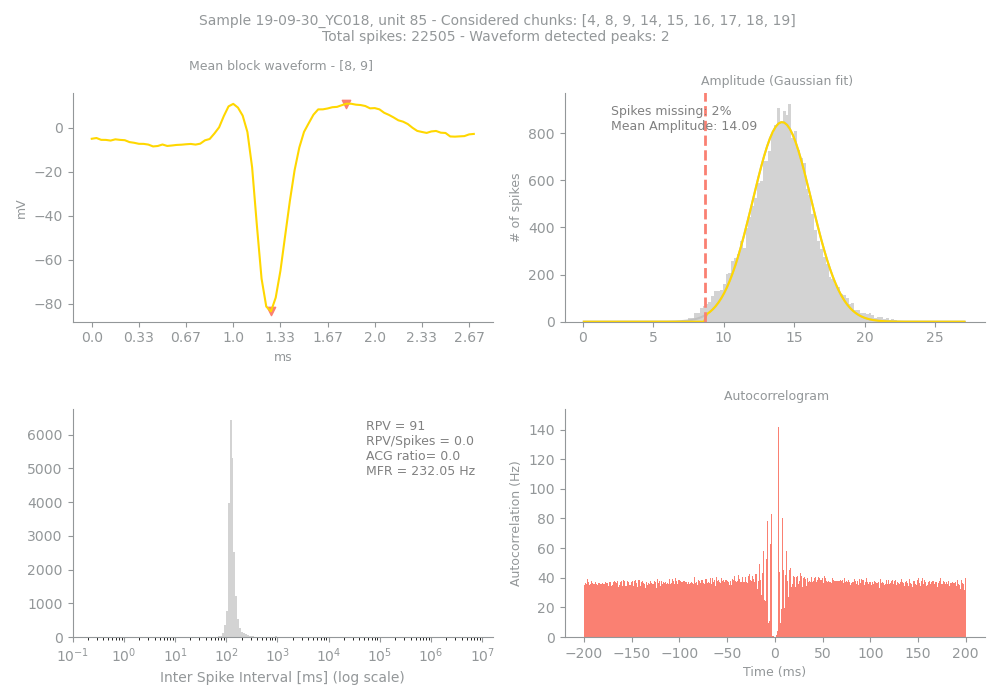 Sample 19-09-30_YC018, unit 85 - Considered chunks: [4, 8, 9, 14, 15, 16, 17, 18, 19]
Total spikes: 22505 - Waveform detected peaks: 2
Mean block waveform - [8, 9]
0
−20
−40
−60
−80
mV
0.0 0.33 0.67 1.0 1.33 1.67 2.0 2.33 2.67
ms
Amplitude (Gaussian fit)
Spikes missing: 2%
Mean Amplitude: 14.09
800
600
400
200
0
# of spikes
0 5 10 15 20 25
RPV = 91
RPV/Spikes = 0.0
ACG ratio= 0.0
MFR = 232.05 Hz
6000
5000
4000
3000
2000
1000
0
10⁻¹ 10⁰ 10¹ 10² 10³ 10⁴ 10⁵ 10⁶ 10⁷
Inter Spike Interval [ms] (log scale)
Autocorrelogram
140
120
100
80
60
40
20
0
Autocorrelation (Hz)
−200 −150 −100 −50 0 50 100 150 200
Time (ms)